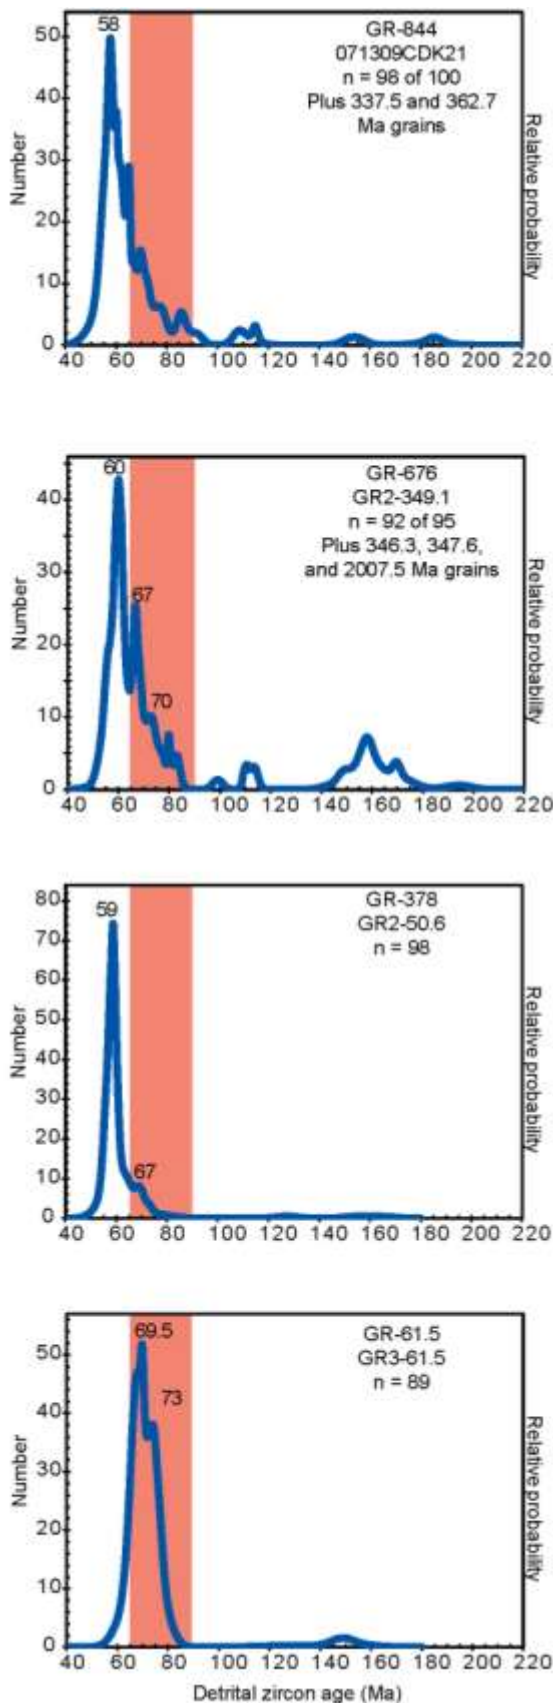 58
GR-844
071309CDK21
n = 98 of 100
Plus 337.5 and 362.7
Ma grains
50
40
30
20
10
0
Number
Relative probability
40 60 80 100 120 140 160 180 200 220
60
67
70
GR-676
GR2-349.1
n = 92 of 95
Plus 346.3, 347.6,
and 2007.5 Ma grains
40
30
20
10
0
Number
Relative probability
40 60 80 100 120 140 160 180 200 220
59
67
GR-378
GR2-50.6
n = 98
80
70
60
50
40
30
20
10
0
Number
Relative probability
40 60 80 100 120 140 160 180 200 220
69.5
73
GR-61.5
GR3-61.5
n = 89
50
40
30
20
10
0
Number
Relative probability
40 60 80 100 120 140 160 180 200 220
Detrital zircon age (Ma)